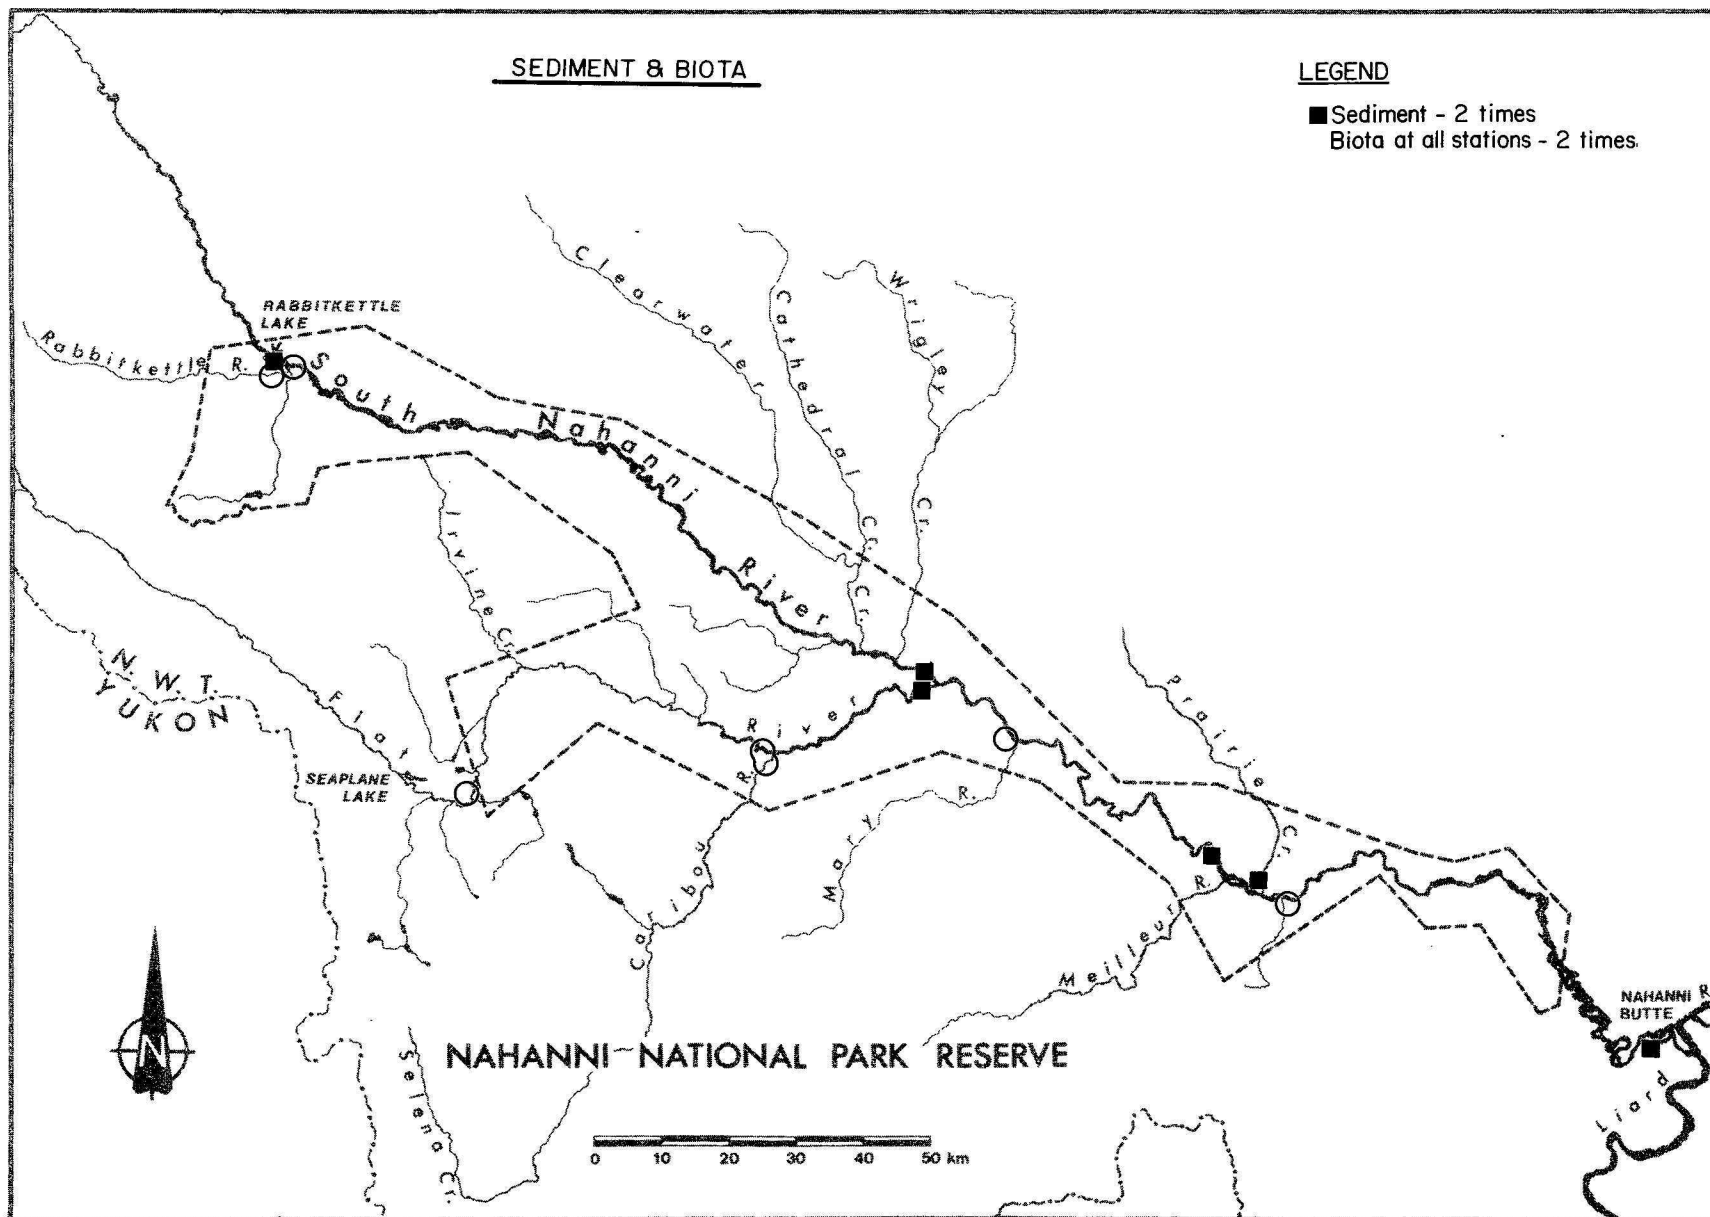 SEDIMENT & BIOTA
LEGEND
Sediment - 2 times
Biota at all stations - 2 times
RABBITKETTLE
LAKE
Rabbitkettle R.
South Nahanni River
Clearwater Cr.
Cathedral Cr.
Wrigley Cr.
Irvine Cr.
N.W.T.
YUKON
Flat River
SEAPLANE
LAKE
Caribou R.
Mary R.
Prairie Cr.
Meilleur R.
NAHANNI
BUTTE
R
Liard
Selena Cr.
N
NAHANNI NATIONAL PARK RESERVE
0 10 20 30 40 50 km